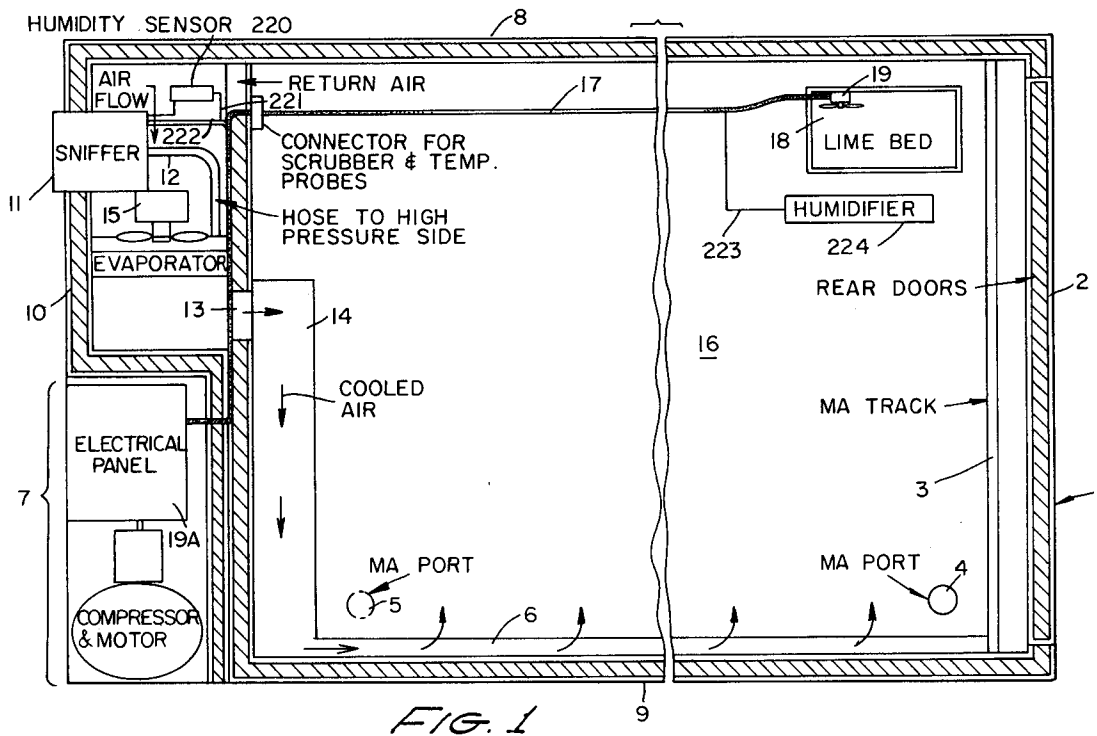 HUMIDITY SENSOR 220
8
AIR
FLOW
221
222
RETURN AIR
17
19
18
LIME BED
SNIFFER
12
CONNECTOR FOR
SCRUBBER & TEMP.
PROBES
11
15
HOSE TO HIGH
PRESSURE SIDE
HUMIDIFIER
223
224
EVAPORATOR
REAR DOORS
2
10
13
14
16
COOLED
AIR
MA TRACK
ELECTRICAL
PANEL
7
3
19A
MA PORT
5
MA PORT
4
COMPRESSOR
& MOTOR
6
9
FIG. 1